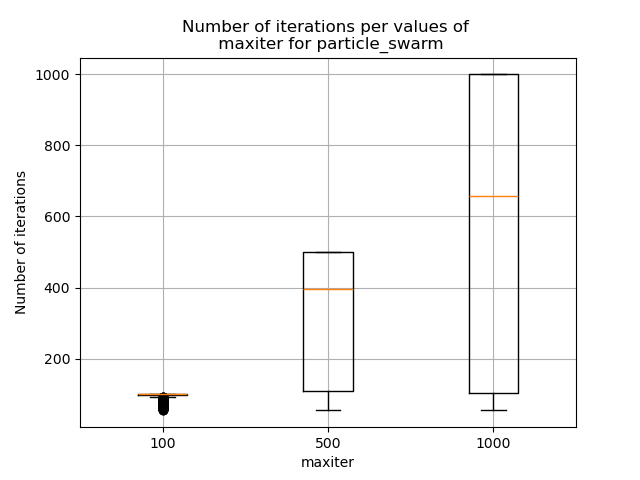 Number of iterations per values of
maxiter for particle_swarm
1000
800
600
400
200
Number of iterations
100 500 1000
maxiter